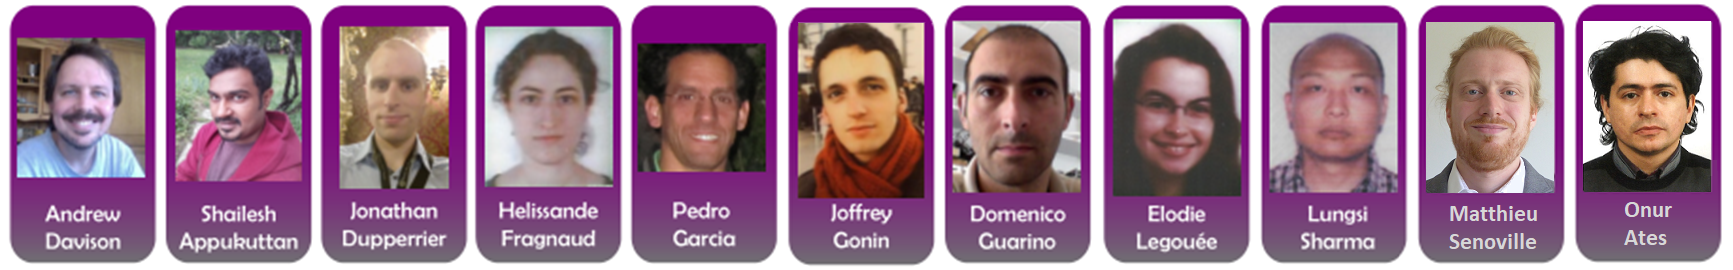 Andrew
Davison
Shailesh
Appukuttan
Jonathan
Dupperrier
Helissande
Fragnaud
Pedro
Garcia
Joffrey
Gonin
Domenico
Guarino
Elodie
Legouée
Lungsi
Sharma
Matthieu
Senoville
Onur
Ates